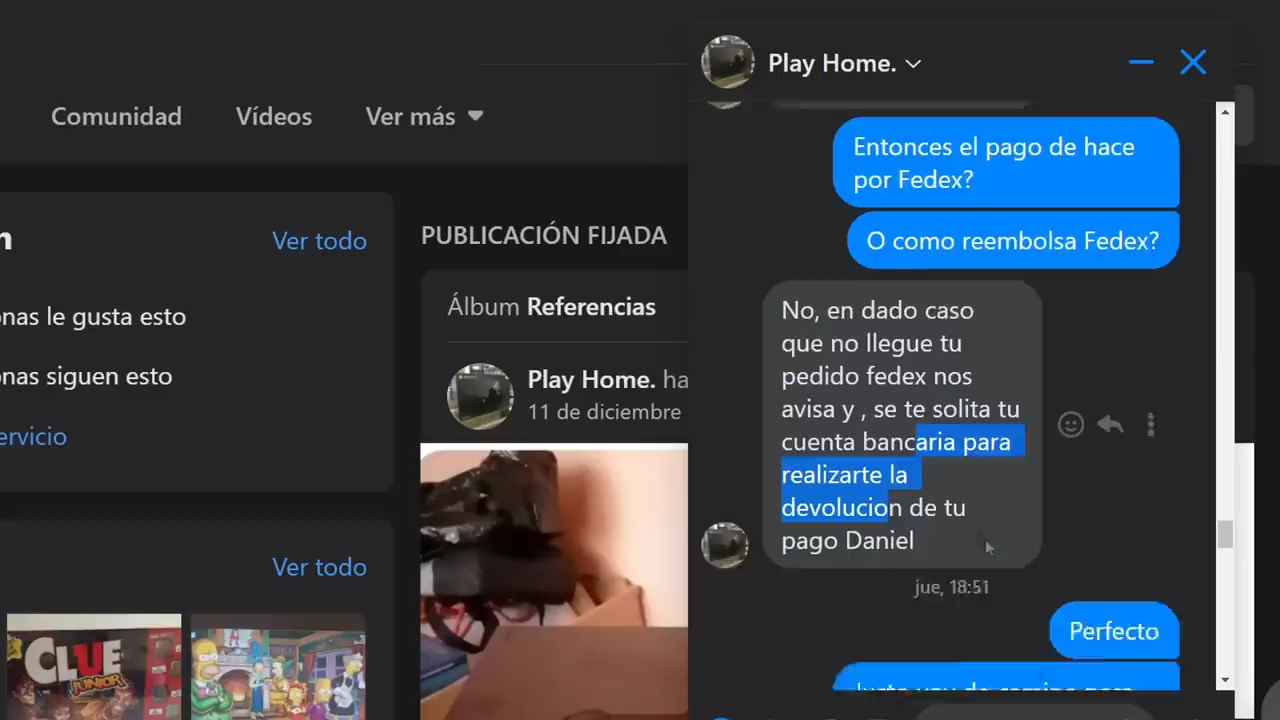 Play Home.
Comunidad
Vídeos
Ver más
Entonces el pago de hace
por Fedex?
O como reembolsa Fedex?
Ver todo
PUBLICACIÓN FIJADA
Álbum Referencias
nas le gusta esto
nas siguen esto
ervicio
Play Home. ha
11 de diciembre
No, en dado caso
que no llegue tu
pedido fedex nos
avisa y , se te solita tu
cuenta bancaria para
realizarte la
devolucion de tu
pago Daniel
jue, 18:51
Perfecto
Ver todo
CLUE
JUNIOR